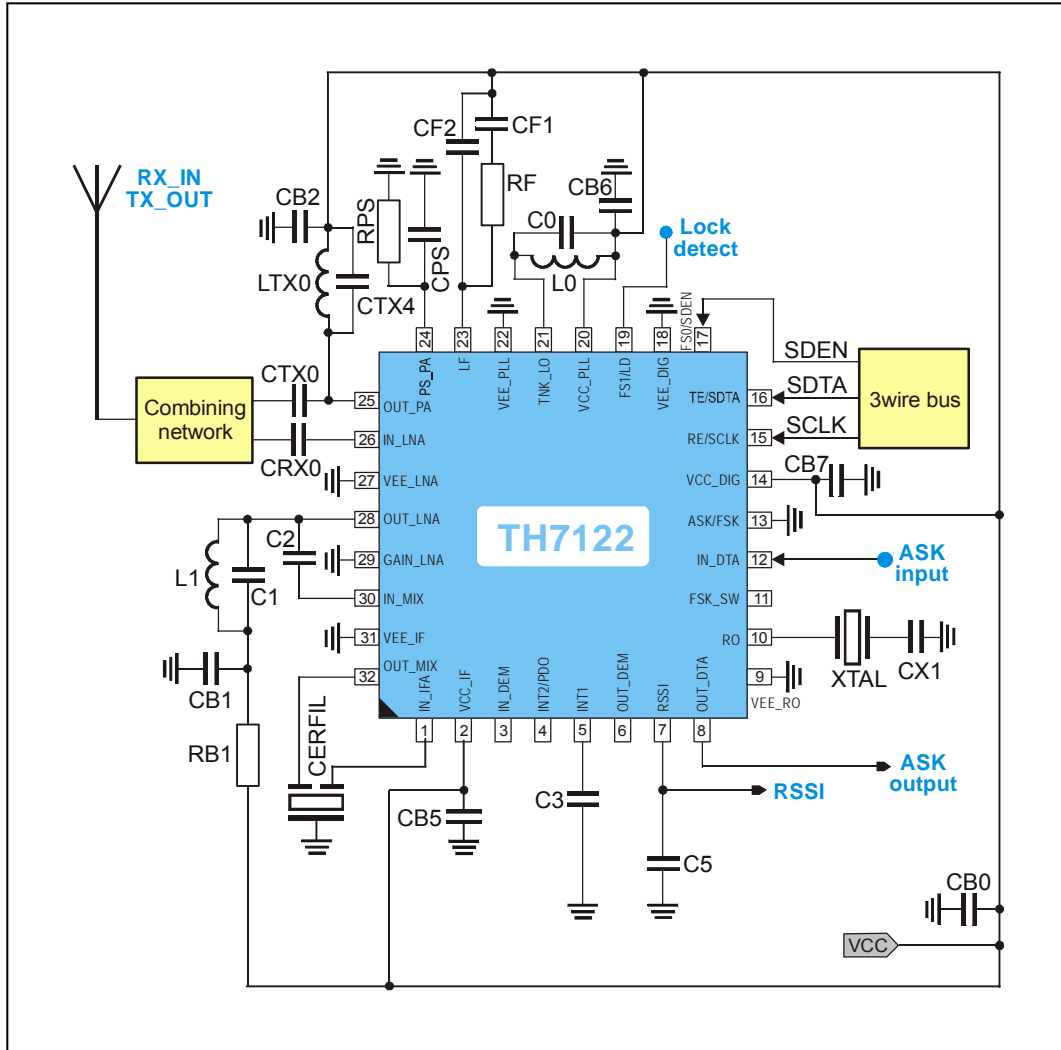 CF2
CF1
RX_IN
TX_OUT
CB2
RPS
CPS
RF
CB6
C0
L0
Lock
detect
LTX0
CTX4
24
23
22
21
20
19
18
17
PS_PA
LF
VEE_PLL
TNK_LO
VCC_PLL
FS1/LD
VEE_DIG
FS0/SDEN
SDEN
SDTA
SCLK
3wire bus
Combining
network
CTX0
CRX0
25
OUT_PA
26
IN_LNA
27
VEE_LNA
28
OUT_LNA
29
GAIN_LNA
30
IN_MIX
31
VEE_IF
32
OUT_MIX
TH7122
TE/SDTA
16
RE/SCLK
15
VCC_DIG
14
ASK/FSK
13
IN_DTA
12
FSK_SW
11
RO
10
9
VEE_RO
CB7
ASK
input
XTAL
CX1
C2
L1
C1
CB1
RB1
CERFIL
IN_IFA
VCC_IF
IN_DEM
INT2/PDO
INT1
OUT_DEM
RSSI
OUT_DTA
1
2
3
4
5
6
7
8
CB5
C3
C5
RSSI
ASK
output
CB0
VCC